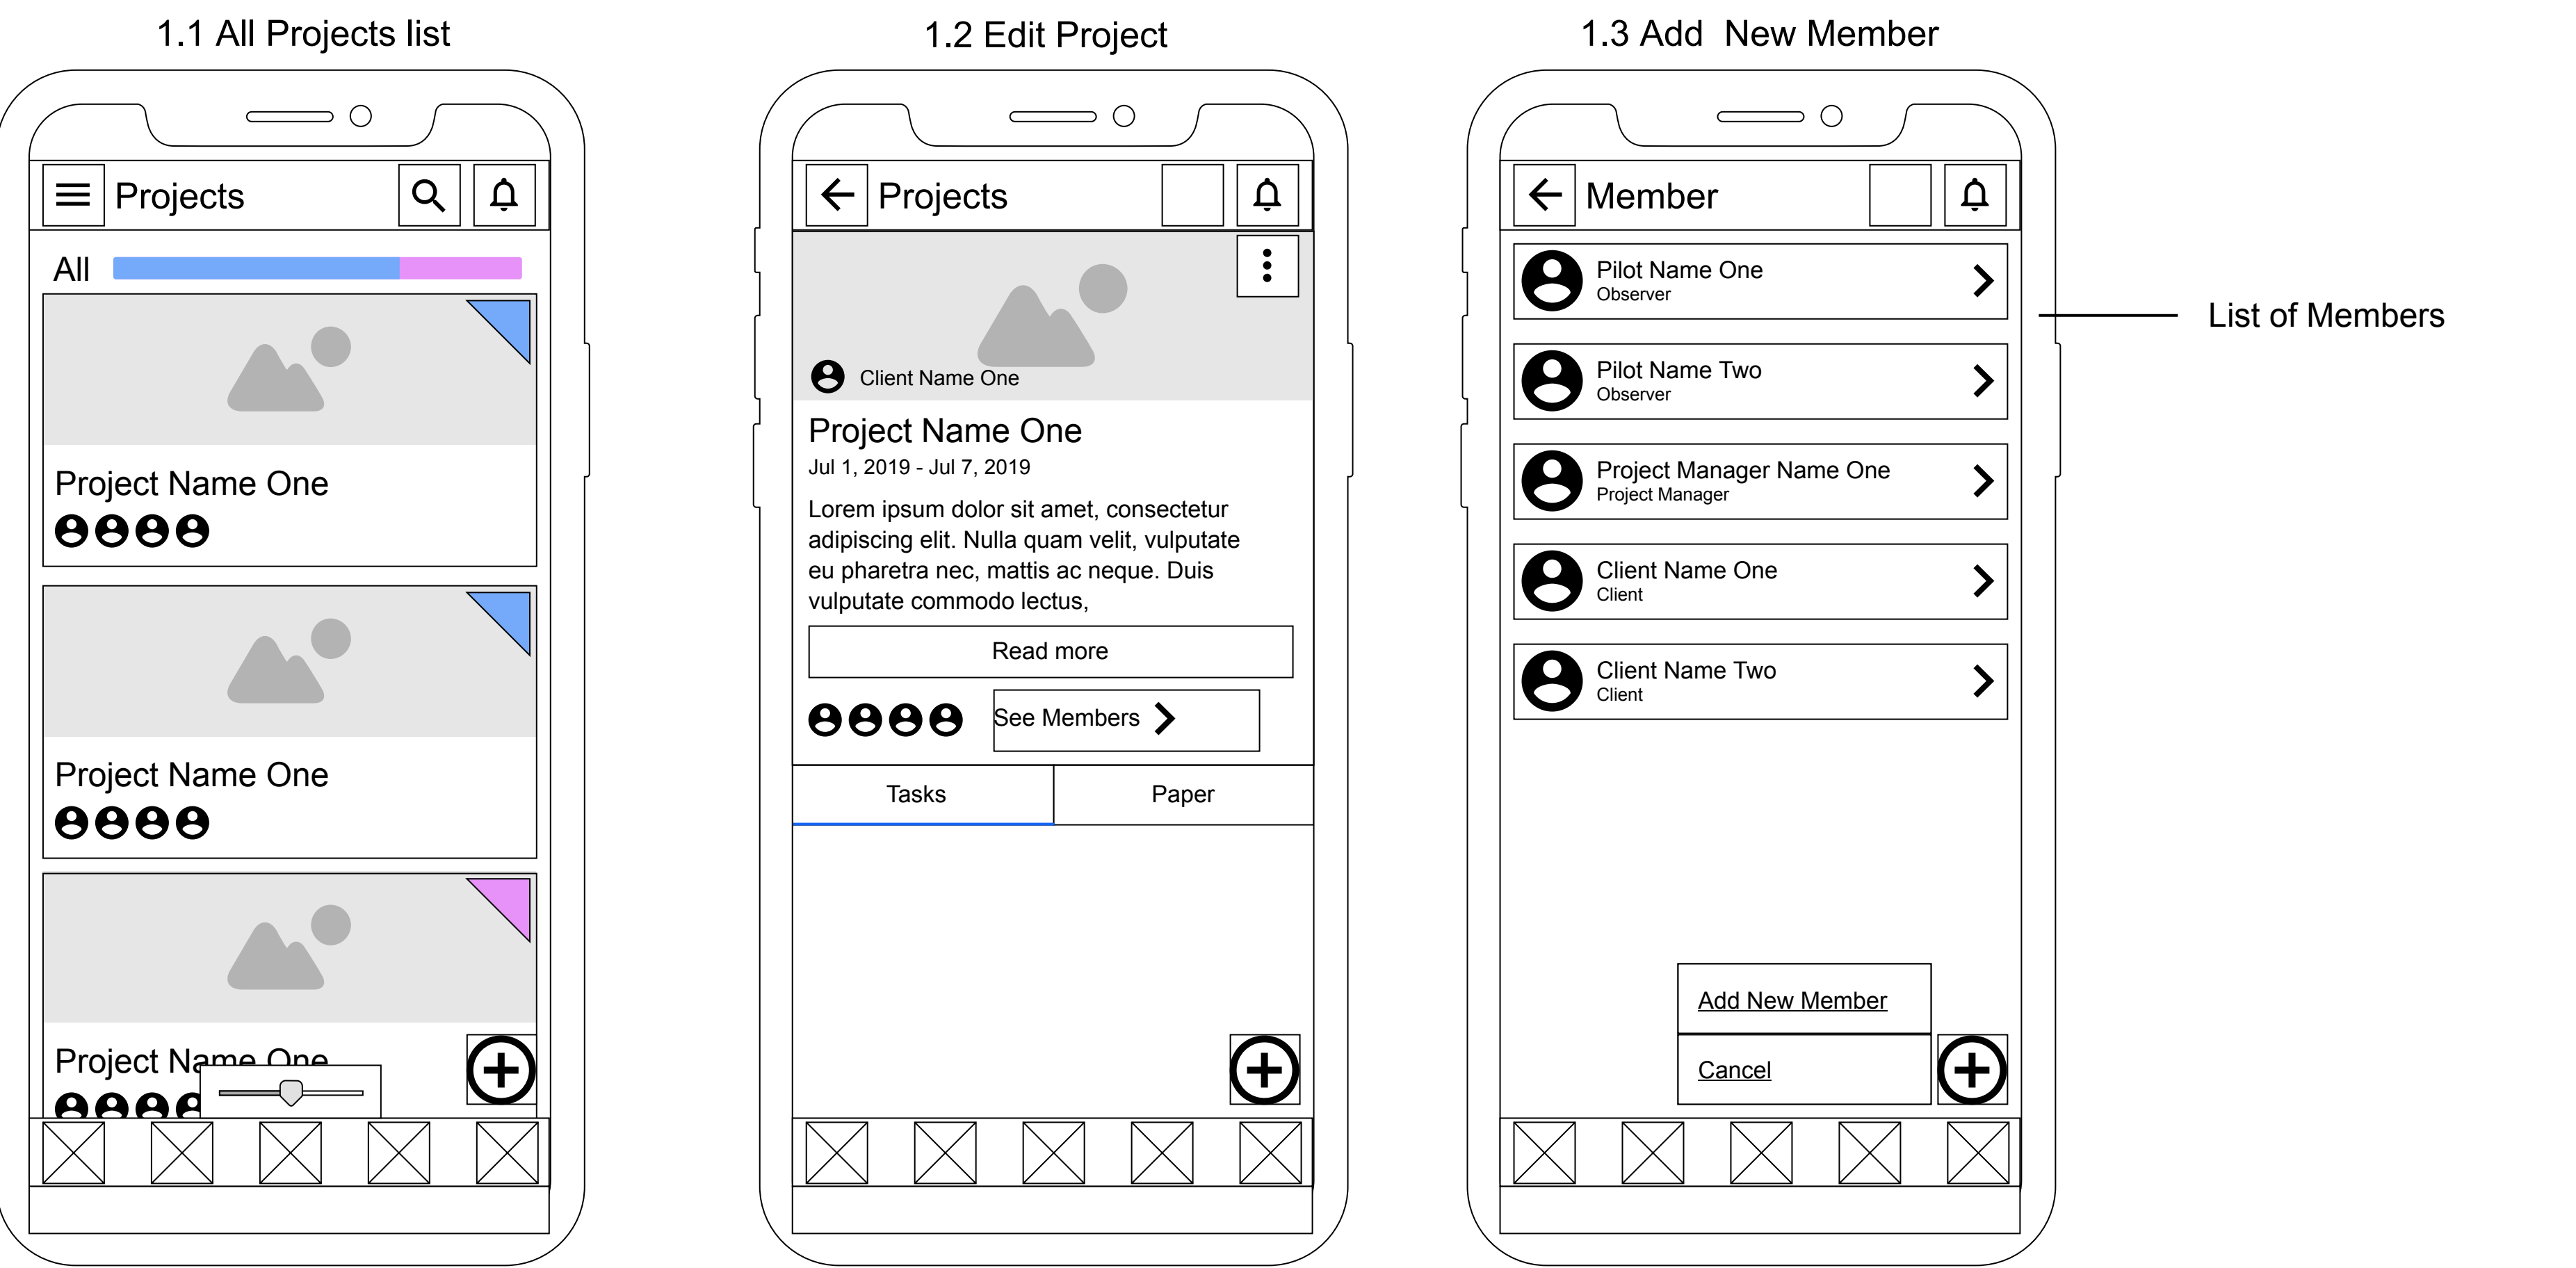 1.1 All Projects list
Projects
All
Project Name One
Project Name One
Project Name One
1.2 Edit Project
Projects
Client Name One
Project Name One
Jul 1, 2019 - Jul 7, 2019
Lorem ipsum dolor sit amet, consectetur
adipiscing elit. Nulla quam velit, vulputate
eu pharetra nec, mattis ac neque. Duis
vulputate commodo lectus,
Read more
See Members
Tasks
Paper
1.3 Add New Member
Member
Pilot Name One
Observer
Pilot Name Two
Observer
Project Manager Name One
Project Manager
Client Name One
Client
Client Name Two
Client
Add New Member
Cancel
List of Members